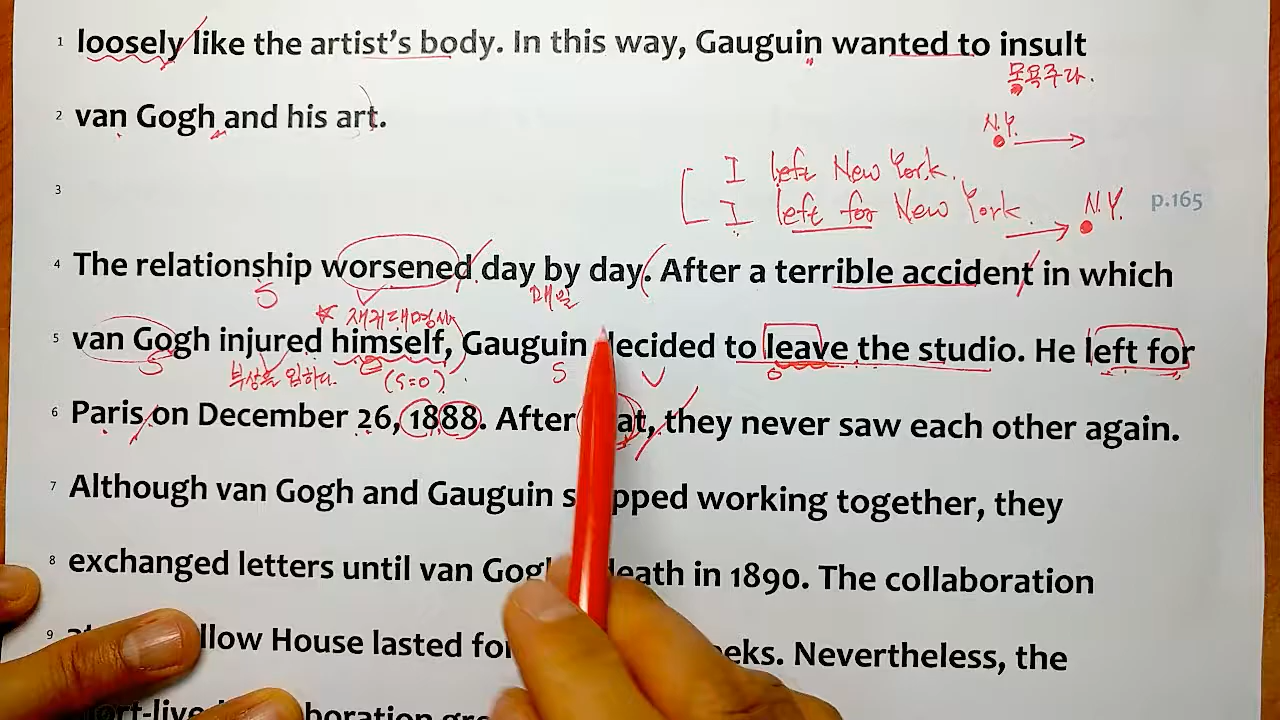 1 loosely like the artist's body. In this way, Gauguin wanted to insult
모욕주다.
2 van Gogh and his art.
N.Y.
I left New York.
3
I left for New York. N.Y.
p.165
4 The relationship worsened day by day. After a terrible accident in which
S 재귀대명사 매일
5 van Gogh injured himself, Gauguin decided to leave the studio. He left for
S 부상을 입히다. (S=O) S V O
6 Paris on December 26, 1888. After that, they never saw each other again.
7 Although van Gogh and Gauguin stopped working together, they
8 exchanged letters until van Gogh's death in 1890. The collaboration
9 llow House lasted for eks. Nevertheless, the